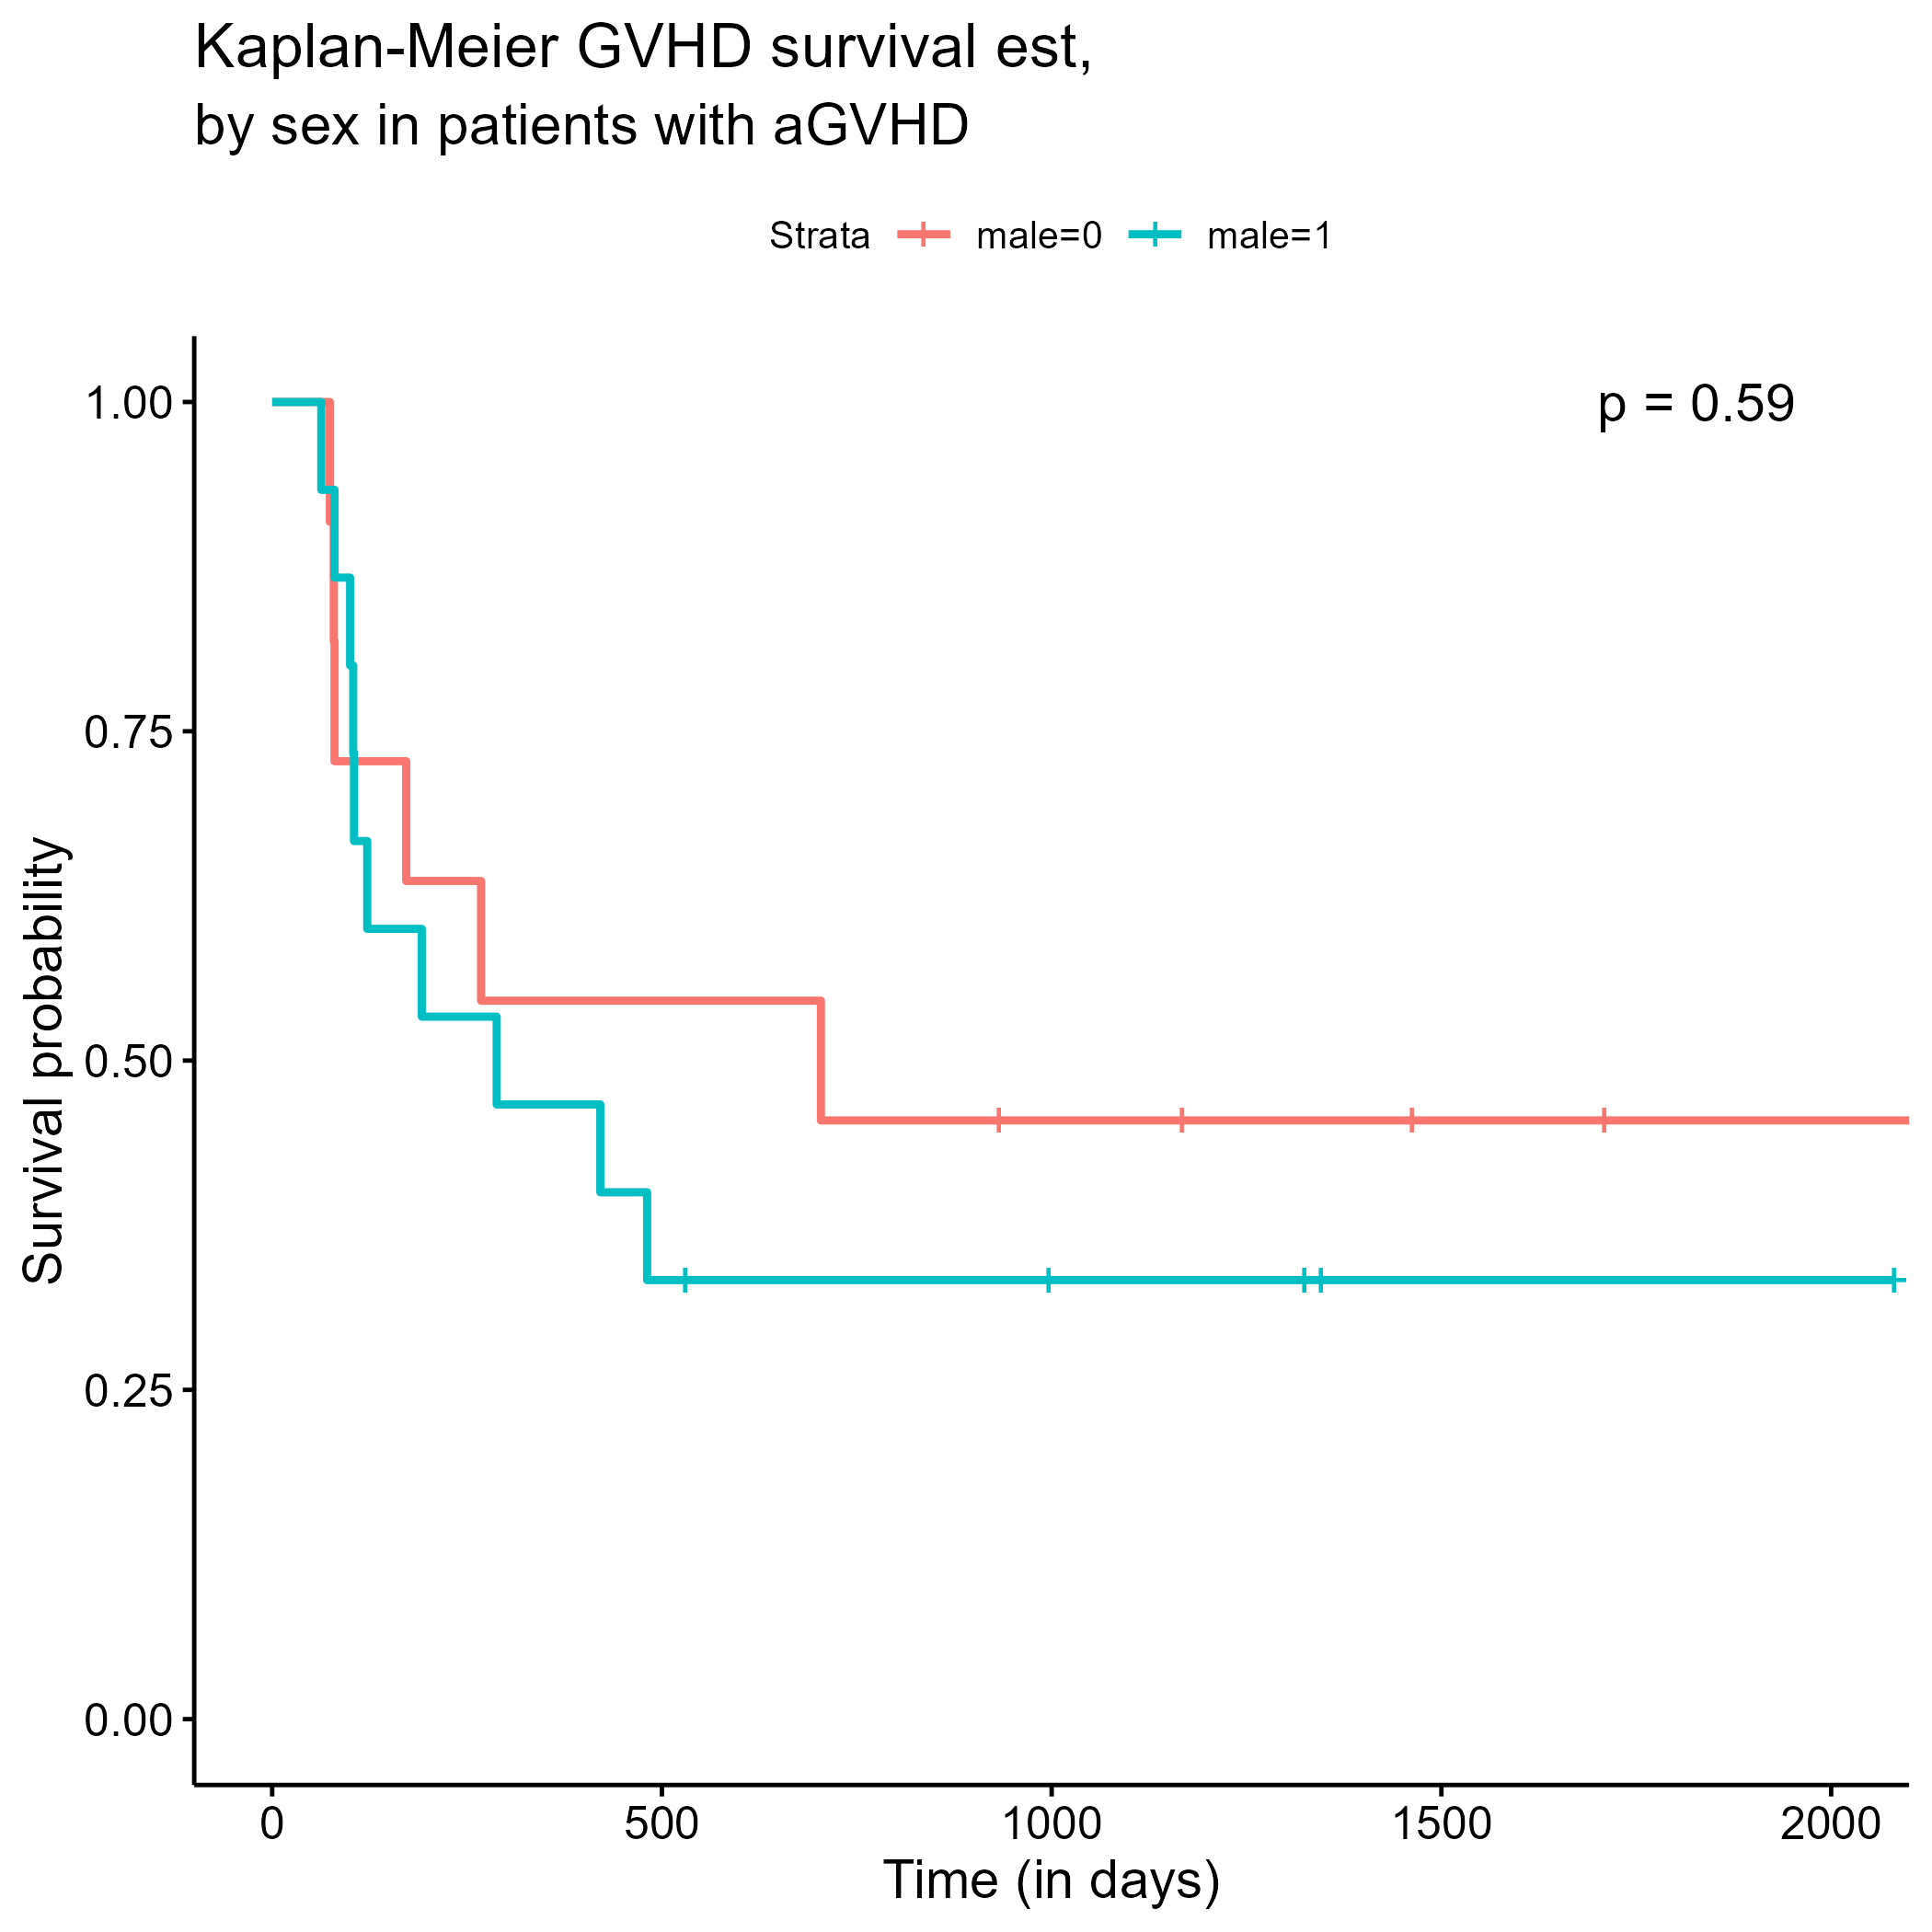 Kaplan-Meier GVHD survival est,
by sex in patients with aGVHD
Strata male=0 male=1
p = 0.59
1.00
0.75
0.50
0.25
0.00
Survival probability
0 500 1000 1500 2000
Time (in days)